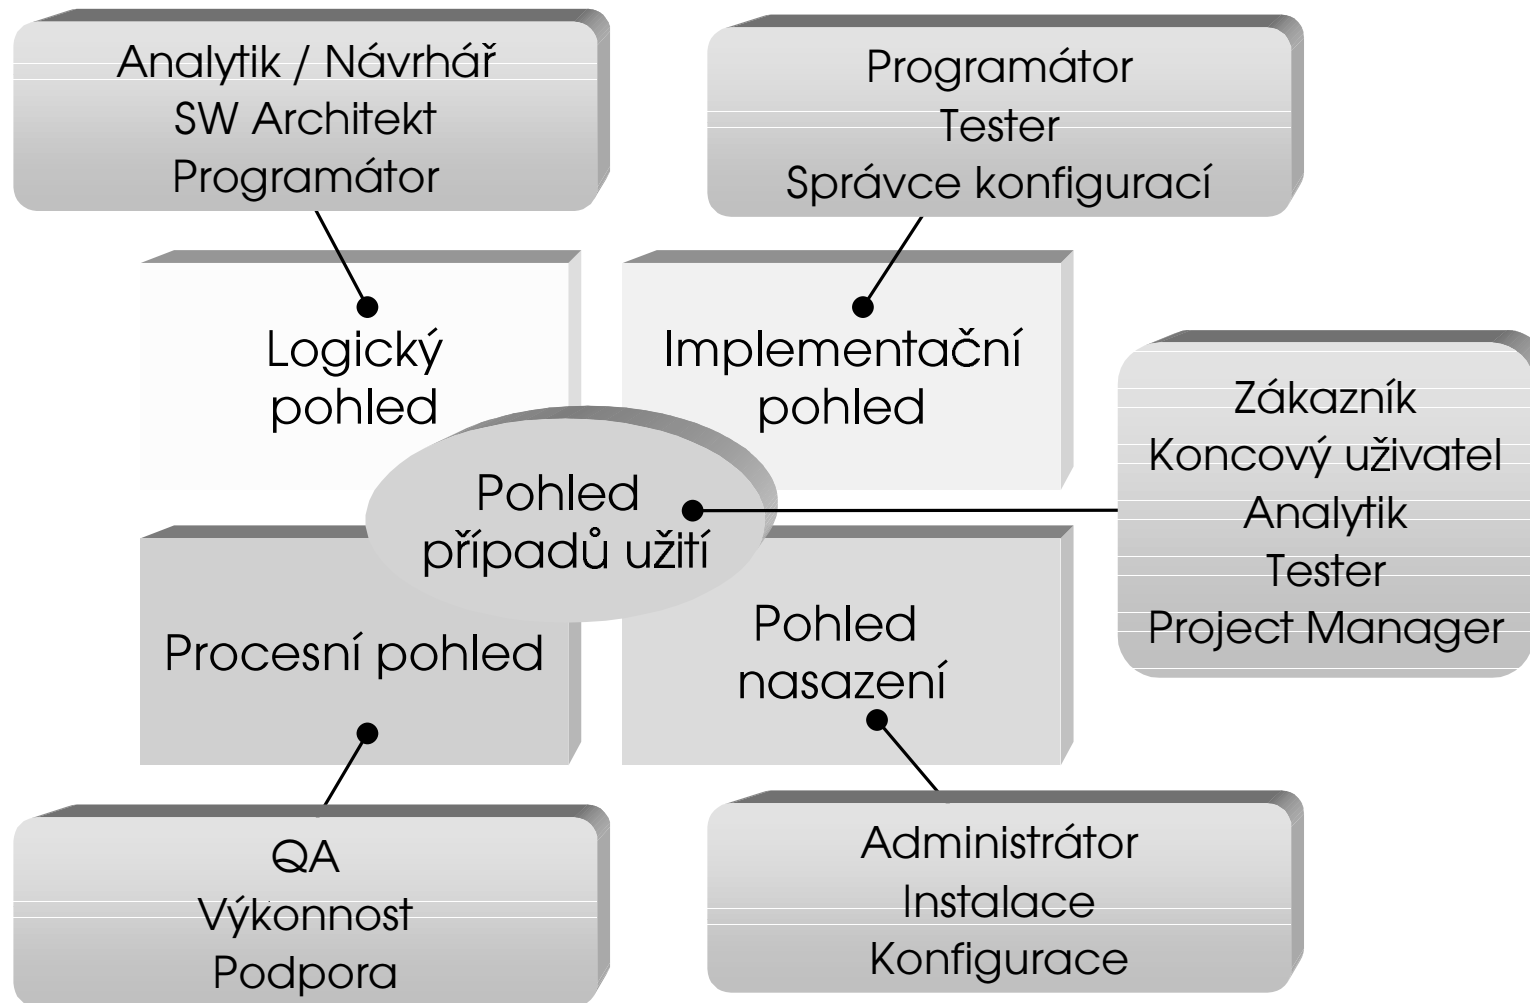 Analytik / Návrhář
SW Architekt
Programátor
Programátor
Tester
Správce konfigurací
Logický
pohled
Implementační
pohled
Zákazník
Koncový uživatel
Analytik
Tester
Project Manager
Pohled
případů užití
Procesní pohled
Pohled
nasazení
QA
Výkonnost
Podpora
Administrátor
Instalace
Konfigurace